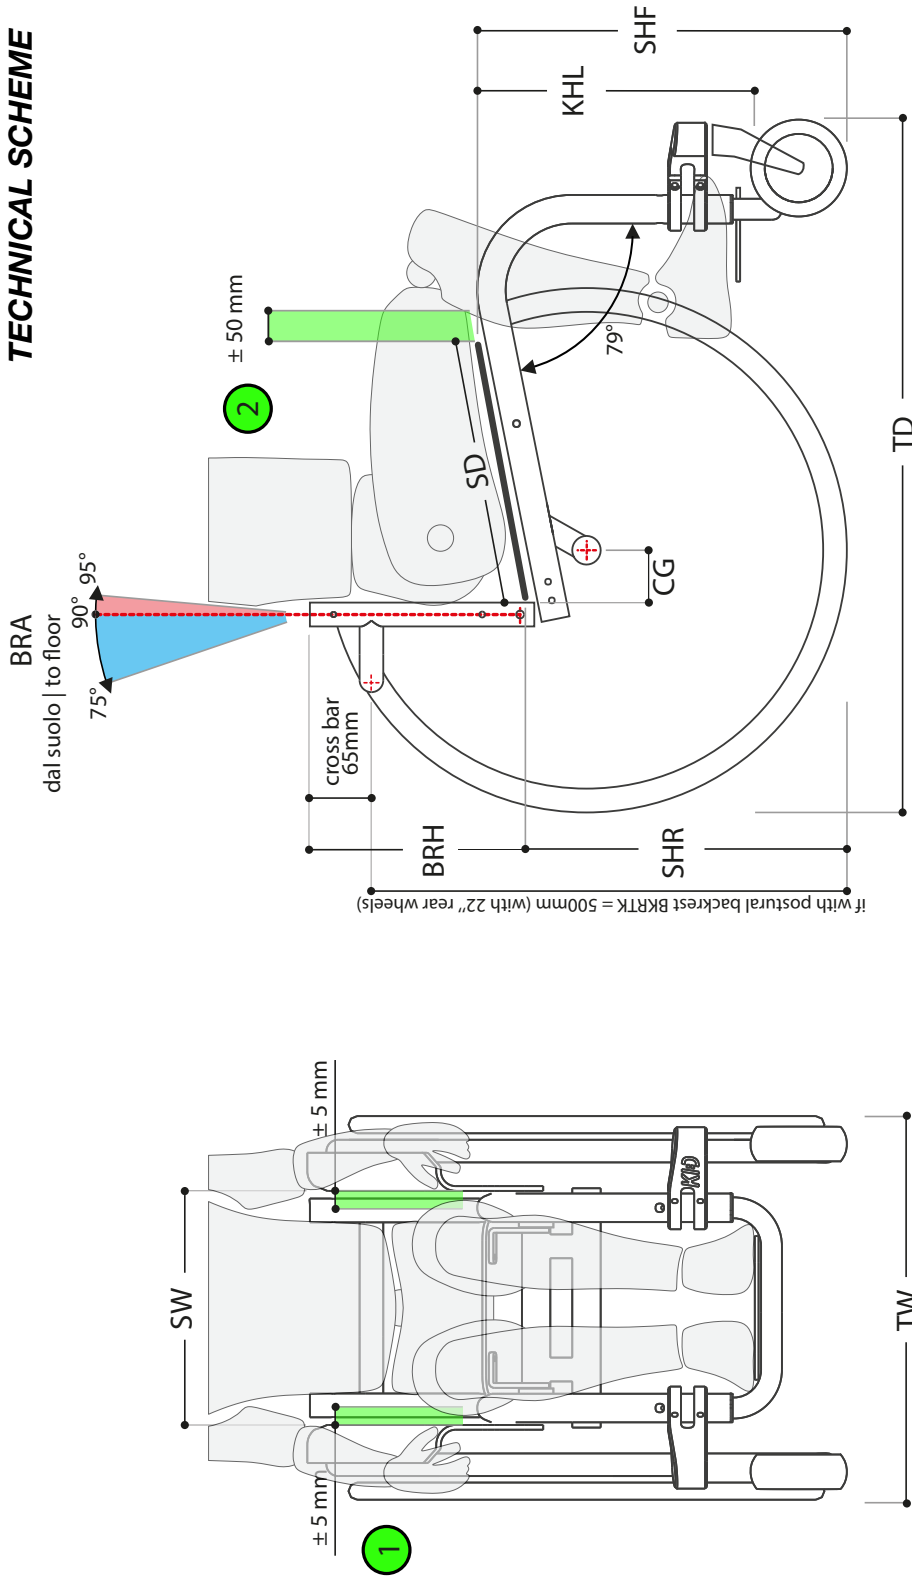 TECHNICAL SCHEME
SW
± 5 mm
± 5 mm
1
TW
BRA
dal suolo | to floor
75°
90°
95°
2
± 50 mm
cross bar
65mm
BRH
SHR
if with postural backrest BKRTK = 500mm (with 22" rear wheels)
SD
CG
79°
KHL
SHF
TD